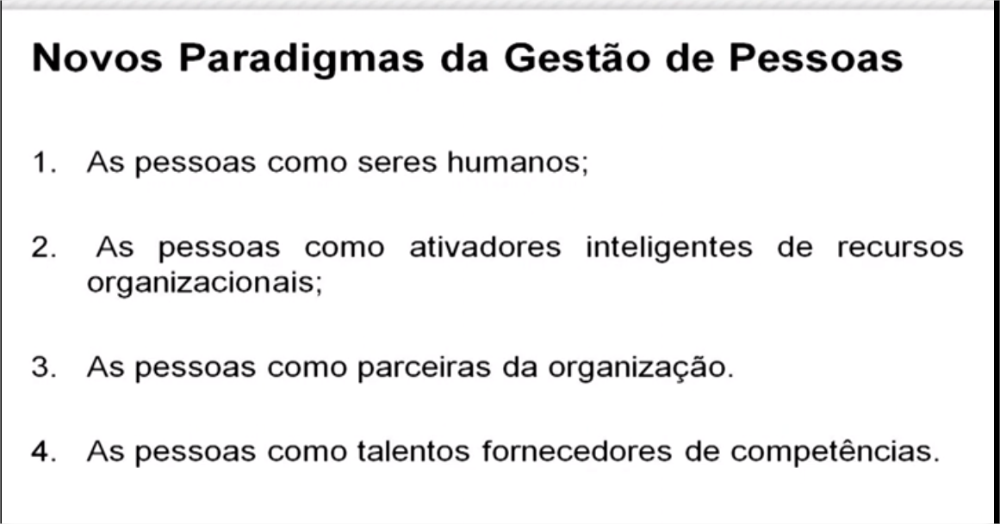 Novos Paradigmas da Gestão de Pessoas
1. As pessoas como seres humanos;
2. As pessoas como ativadores inteligentes de recursos
organizacionais;
3. As pessoas como parceiras da organização.
4. As pessoas como talentos fornecedores de competências.